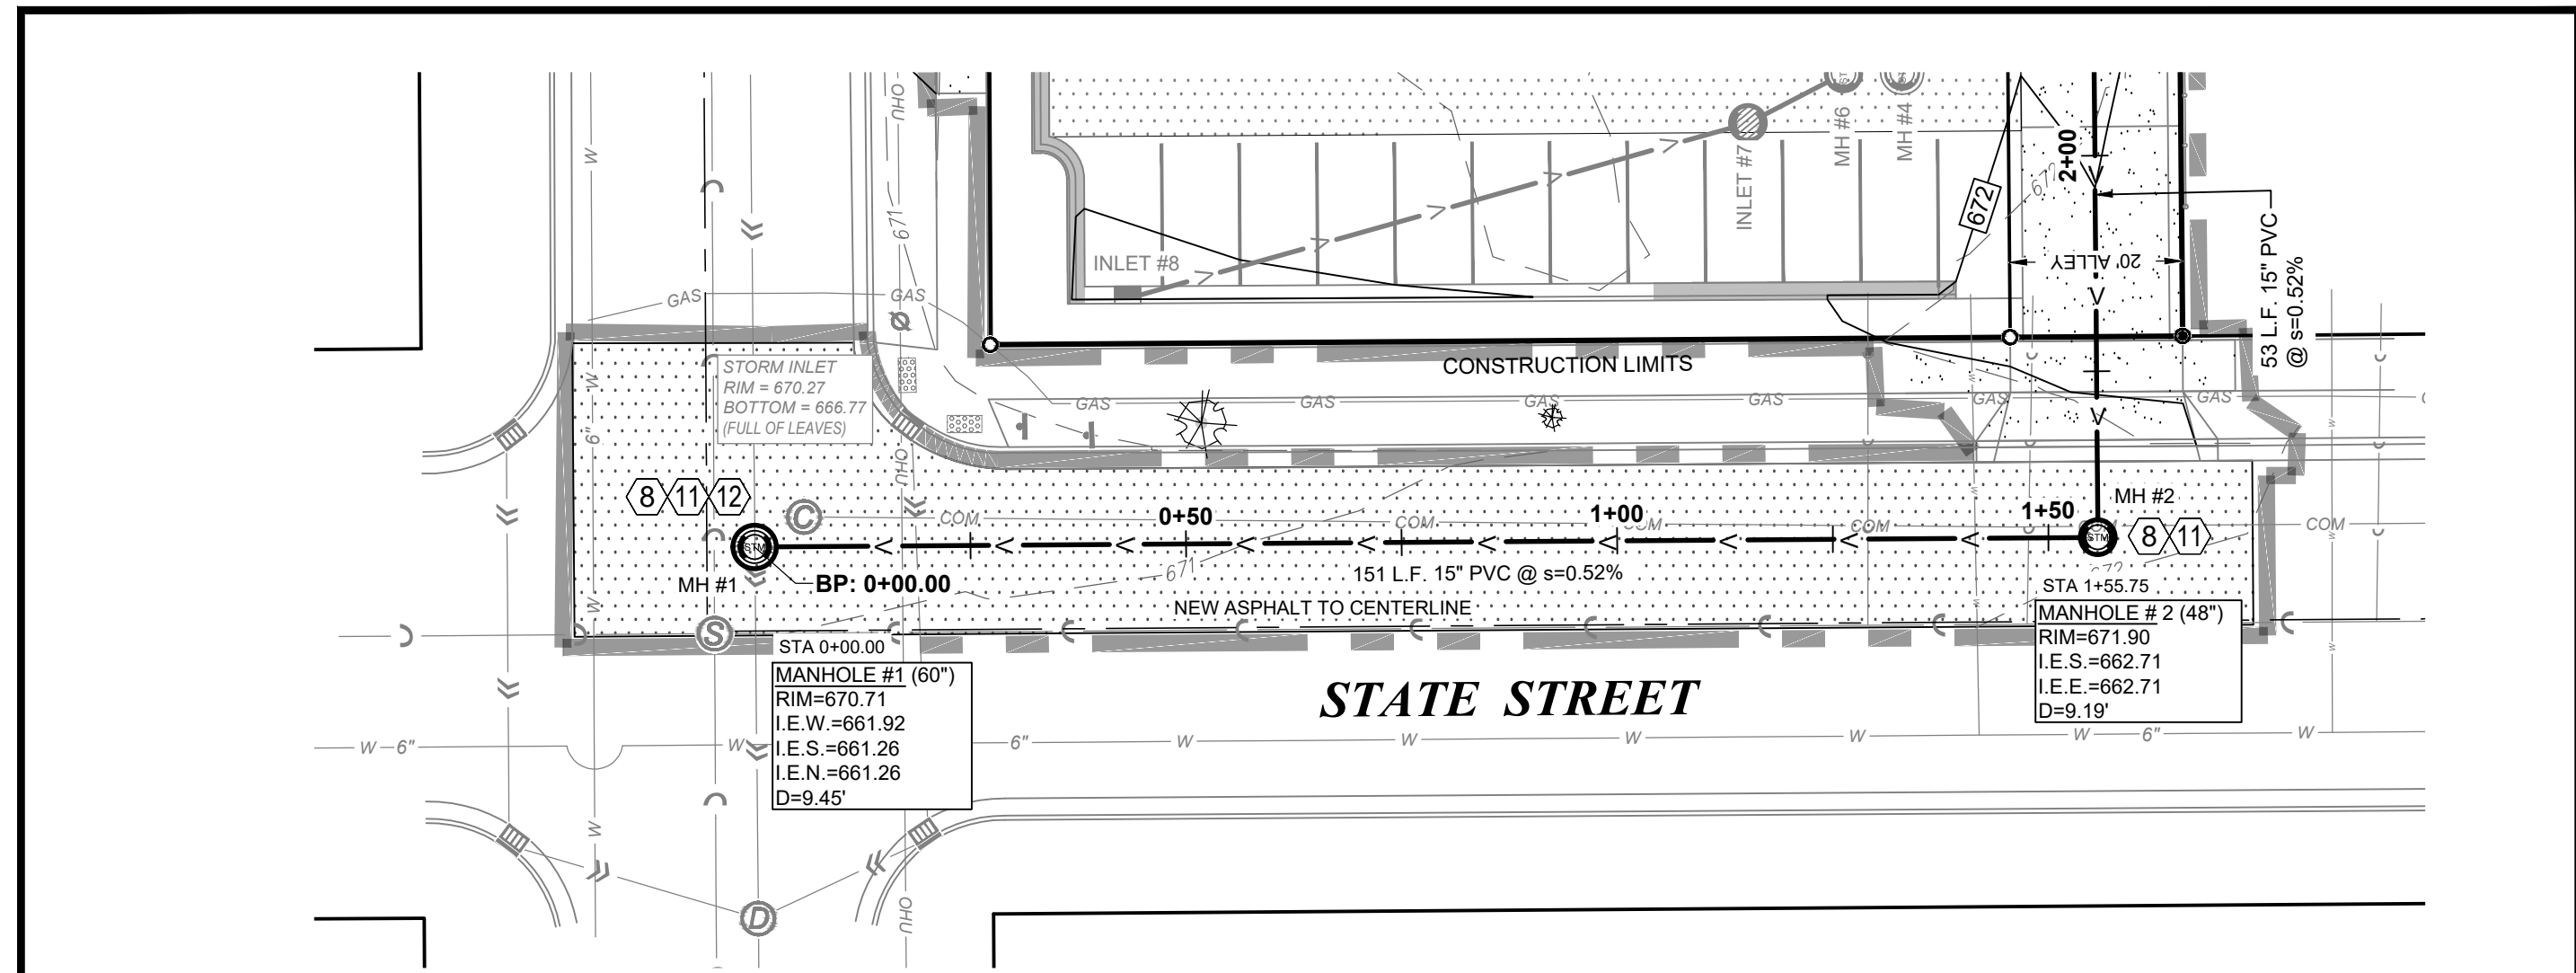 OHU
W
671
MH #6
MH #4
INLET #7
INLET #8
672
672
2+00
20' ALLEY
53 L.F. 15" PVC
@ s=0.52%
GAS
GAS
W
STORM INLET
RIM = 670.27
BOTTOM = 666.77
(FULL OF LEAVES)
CONSTRUCTION LIMITS
GAS
GAS
GAS
GAS
GAS
GAS
6"
OHU
8
11
12
C
STM
MH #1
BP: 0+00.00
COM
0+50
COM
1+00
COM
COM
1+50
COM
STM
MH #2
8
11
COM
671
151 L.F. 15" PVC @ s=0.52%
672
NEW ASPHALT TO CENTERLINE
W
S
STA 0+00.00
MANHOLE #1 (60")
RIM=670.71
I.E.W.=661.92
I.E.S.=661.26
I.E.N.=661.26
D=9.45'
STA 1+55.75
MANHOLE # 2 (48")
RIM=671.90
I.E.S.=662.71
I.E.E.=662.71
D=9.19'
STATE STREET
W 6"
W
6"
W
W
W
W
W
6"
W
W
D
OHU